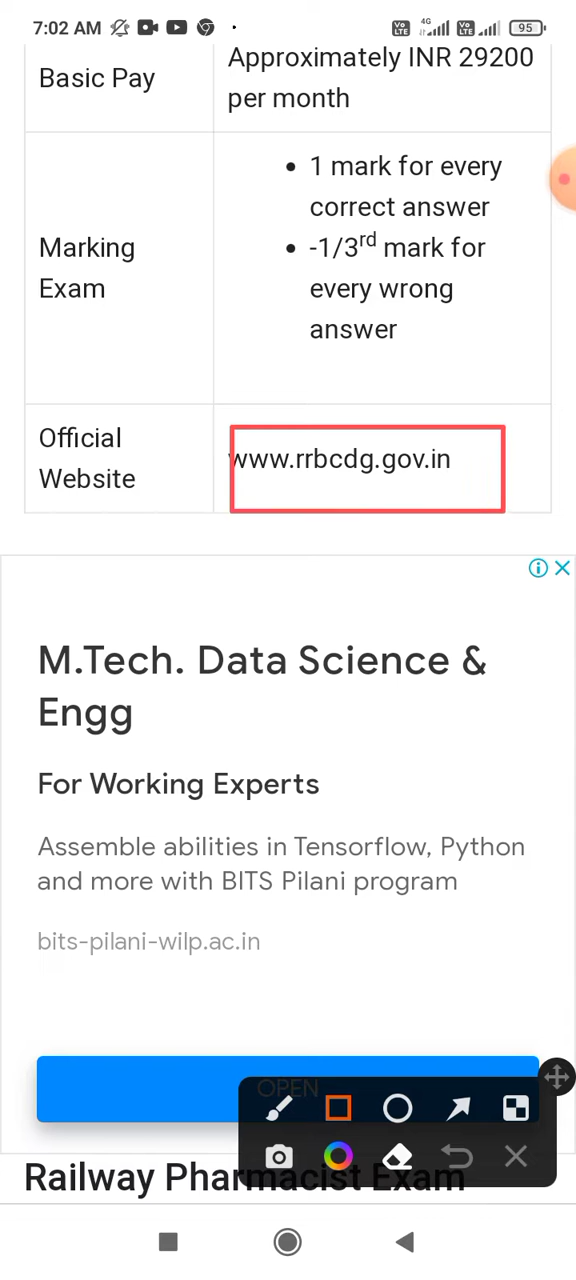 7:02 AM
4G
95
Basic Pay
Approximately INR 29200
per month
Marking
Exam
• 1 mark for every
correct answer
• -1/3rd mark for
every wrong
answer
Official
Website
www.rrbcdg.gov.in
M.Tech. Data Science &
Engg
For Working Experts
Assemble abilities in Tensorflow, Python
and more with BITS Pilani program
bits-pilani-wilp.ac.in
OPEN
Railway Pharmacist Exam